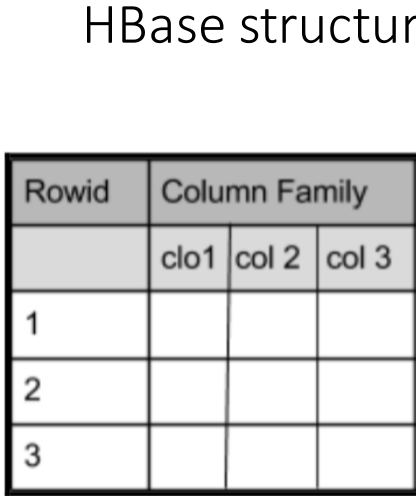 HBase structur
Rowid Column Family
clo1 col 2 col 3
1
2
3